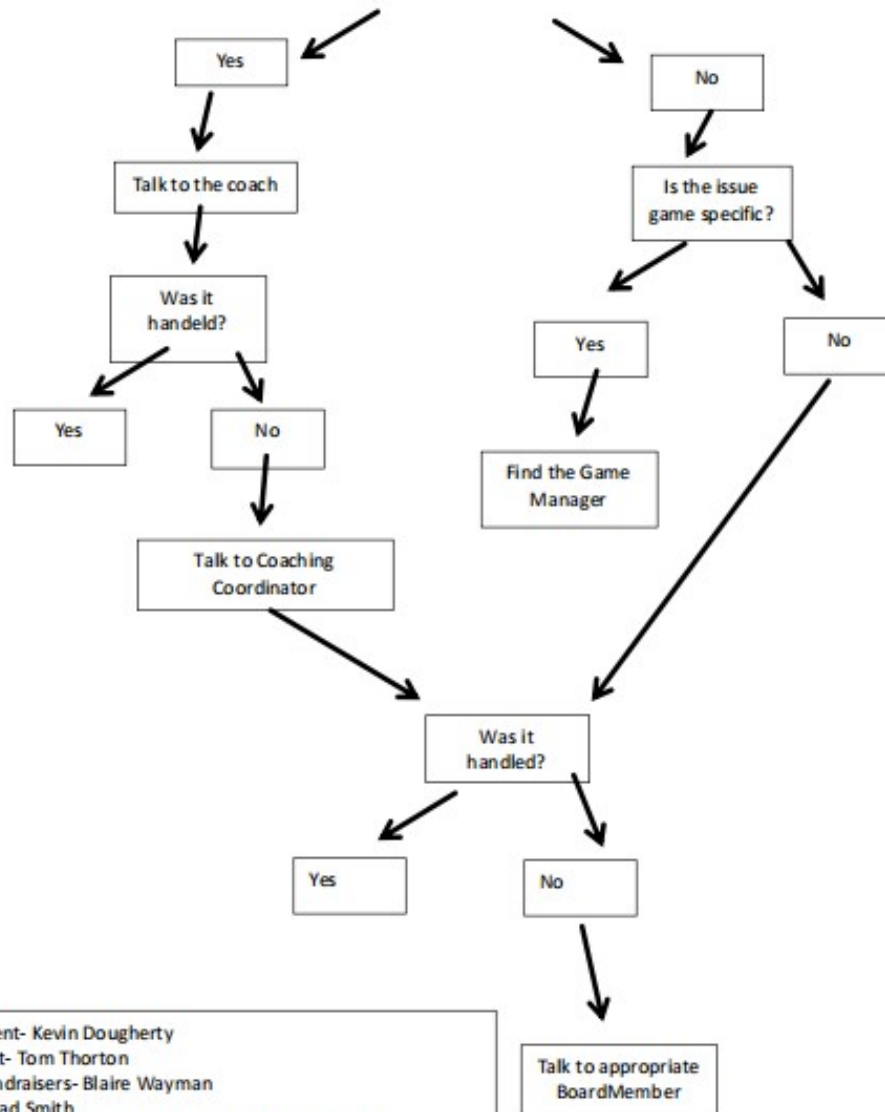 Yes
No
Talk to the coach
Is the issue
game specific?
Was it
handeld?
Yes
No
Yes
No
Find the Game
Manager
Talk to Coaching
Coordinator
Was it
handled?
Yes
No
Kevin Dougherty
Tom Thorton
Blaire Wayman
Smith
Talk to appropriate
BoardMember